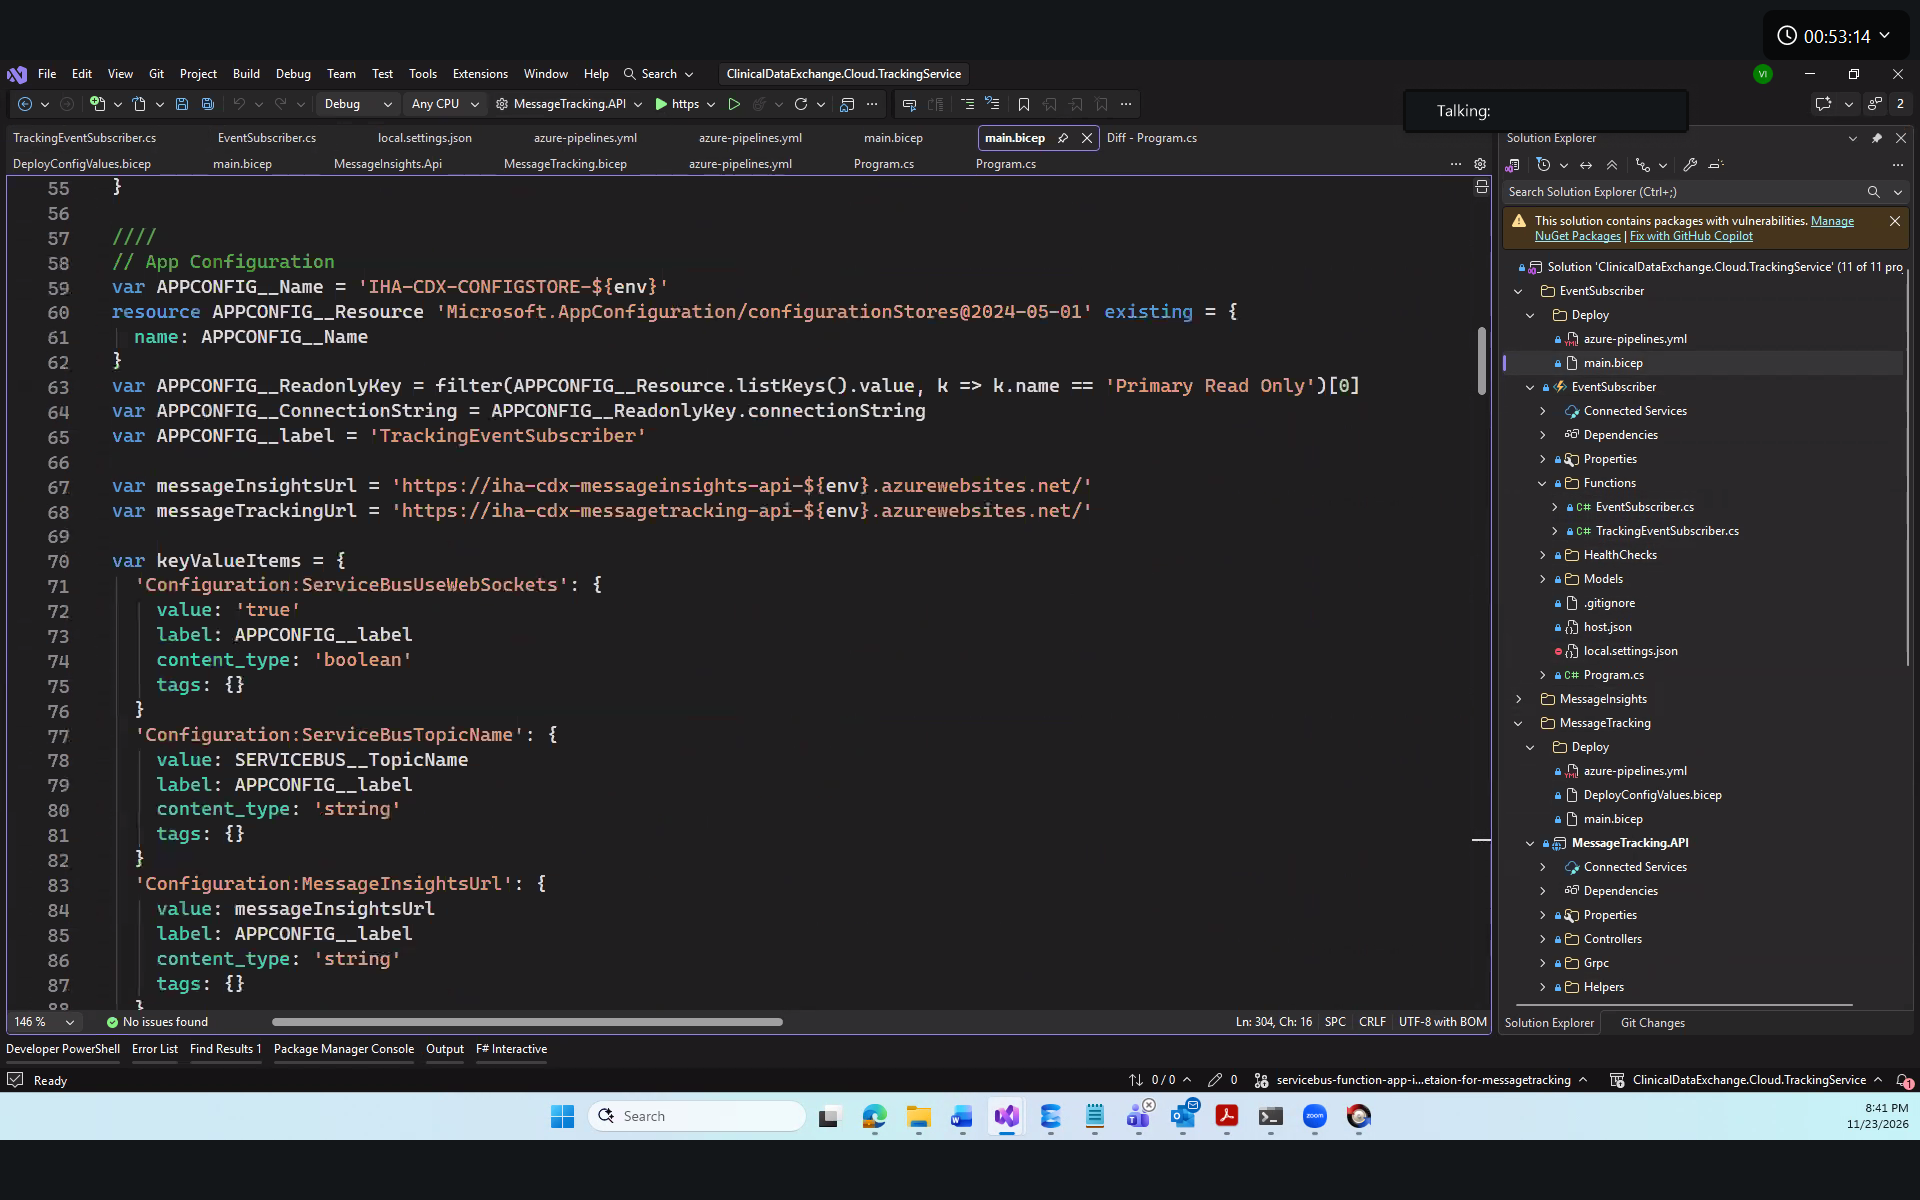 00:53:14
File Edit View Git Project Build Debug Team Test Tools Extensions Window Help Search ClinicalDataExchange.Cloud.TrackingService VI
Debug Any CPU MessageTracking.API https 2
Talking:
TrackingEventSubscriber.cs EventSubscriber.cs local.settings.json azure-pipelines.yml azure-pipelines.yml main.bicep main.bicep Diff - Program.cs
DeployConfigValues.bicep main.bicep MessageInsights.Api MessageTracking.bicep azure-pipelines.yml Program.cs Program.cs
55 }
56
57 ////
58 // App Configuration
59 var APPCONFIG__Name = 'IHA-CDX-CONFIGSTORE-${env}'
60 resource APPCONFIG__Resource 'Microsoft.AppConfiguration/configurationStores@2024-05-01' existing = {
61 name: APPCONFIG__Name
62 }
63 var APPCONFIG__ReadonlyKey = filter(APPCONFIG__Resource.listKeys().value, k => k.name == 'Primary Read Only')[0]
64 var APPCONFIG__ConnectionString = APPCONFIG__ReadonlyKey.connectionString
65 var APPCONFIG__label = 'TrackingEventSubscriber'
66
67 var messageInsightsUrl = 'https://iha-cdx-messageinsights-api-${env}.azurewebsites.net/'
68 var messageTrackingUrl = 'https://iha-cdx-messagetracking-api-${env}.azurewebsites.net/'
69
70 var keyValueItems = {
71 'Configuration:ServiceBusUseWebSockets': {
72 value: 'true'
73 label: APPCONFIG__label
74 content_type: 'boolean'
75 tags: {}
76 }
77 'Configuration:ServiceBusTopicName': {
78 value: SERVICEBUS__TopicName
79 label: APPCONFIG__label
80 content_type: 'string'
81 tags: {}
82 }
83 'Configuration:MessageInsightsUrl': {
84 value: messageInsightsUrl
85 label: APPCONFIG__label
86 content_type: 'string'
87 tags: {}
88 }
146 % No issues found Ln: 304, Ch: 16 SPC CRLF UTF-8 with BOM
Solution Explorer
Search Solution Explorer (Ctrl+;)
This solution contains packages with vulnerabilities. Manage
NuGet Packages | Fix with GitHub Copilot
Solution 'ClinicalDataExchange.Cloud.TrackingService' (11 of 11 pro
EventSubscriber
Deploy
azure-pipelines.yml
main.bicep
EventSubscriber
Connected Services
Dependencies
Properties
Functions
C# EventSubscriber.cs
C# TrackingEventSubscriber.cs
HealthChecks
Models
.gitignore
host.json
local.settings.json
C# Program.cs
MessageInsights
MessageTracking
Deploy
azure-pipelines.yml
DeployConfigValues.bicep
main.bicep
MessageTracking.API
Connected Services
Dependencies
Properties
Controllers
Grpc
Helpers
Solution Explorer Git Changes
Developer PowerShell Error List Find Results 1 Package Manager Console Output F# Interactive
Ready 0 / 0 0 servicebus-function-app-i...etaion-for-messagetracking ClinicalDataExchange.Cloud.TrackingService 1
Search zoom
8:41 PM
11/23/2026